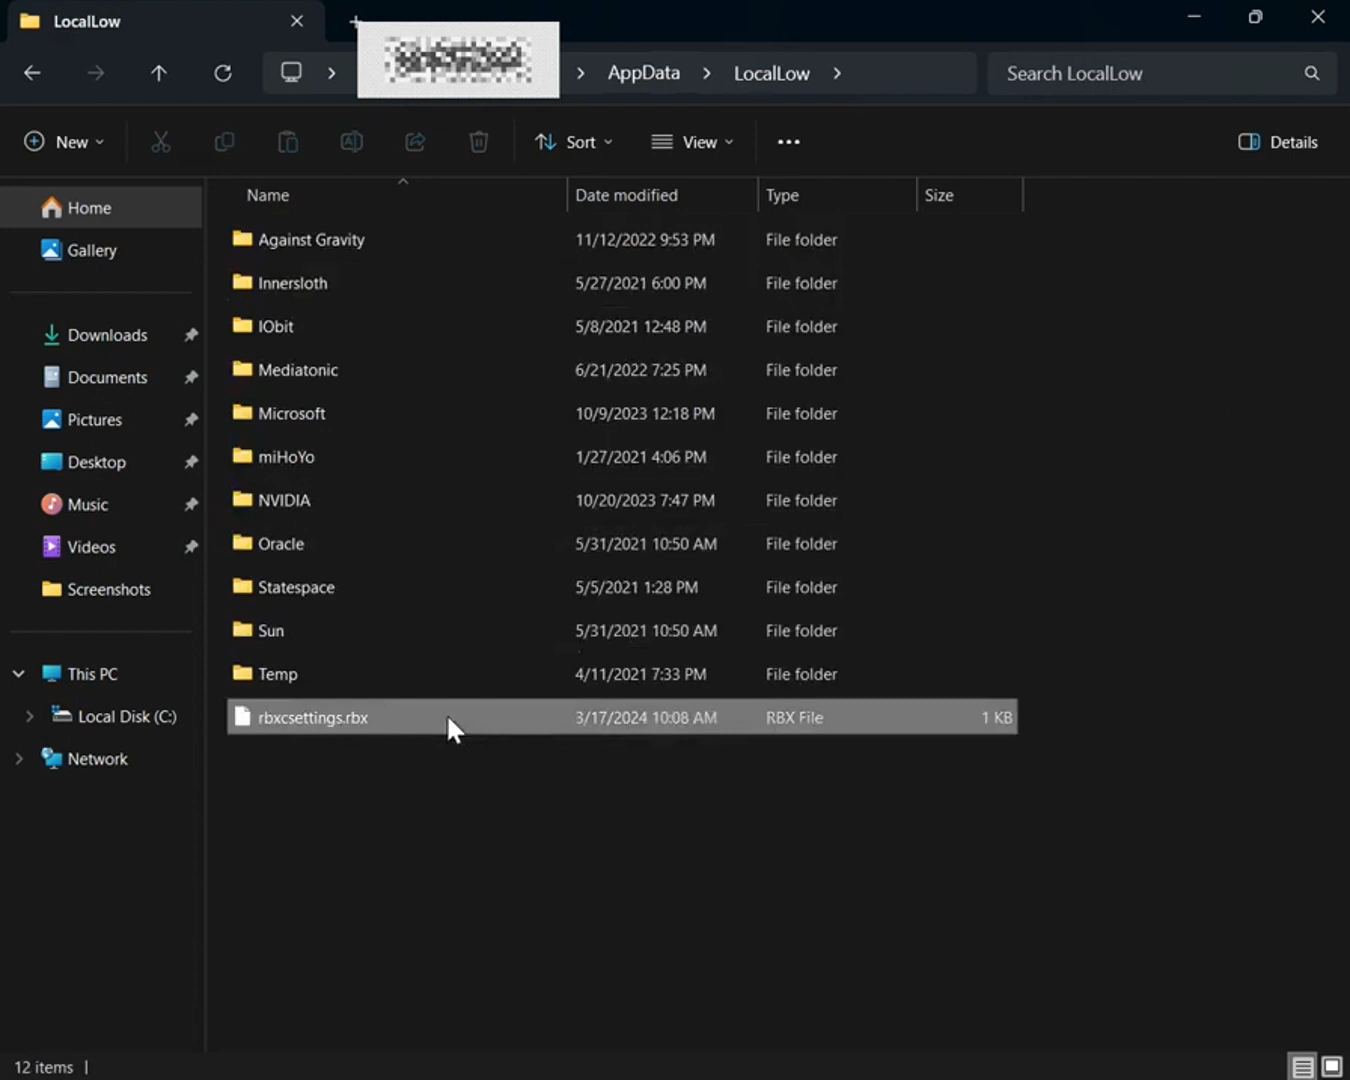 LocalLow
AppData > LocalLow >
Search LocalLow
New
Sort
View
Details
Name Date modified Type Size
Home
Gallery
Downloads
Documents
Pictures
Desktop
Music
Videos
Screenshots
This PC
Local Disk (C:)
Network
Against Gravity 11/12/2022 9:53 PM File folder
Innersloth 5/27/2021 6:00 PM File folder
IObit 5/8/2021 12:48 PM File folder
Mediatonic 6/21/2022 7:25 PM File folder
Microsoft 10/9/2023 12:18 PM File folder
miHoYo 1/27/2021 4:06 PM File folder
NVIDIA 10/20/2023 7:47 PM File folder
Oracle 5/31/2021 10:50 AM File folder
Statespace 5/5/2021 1:28 PM File folder
Sun 5/31/2021 10:50 AM File folder
Temp 4/11/2021 7:33 PM File folder
rbxcsettings.rbx 3/17/2024 10:08 AM RBX File 1 KB
12 items